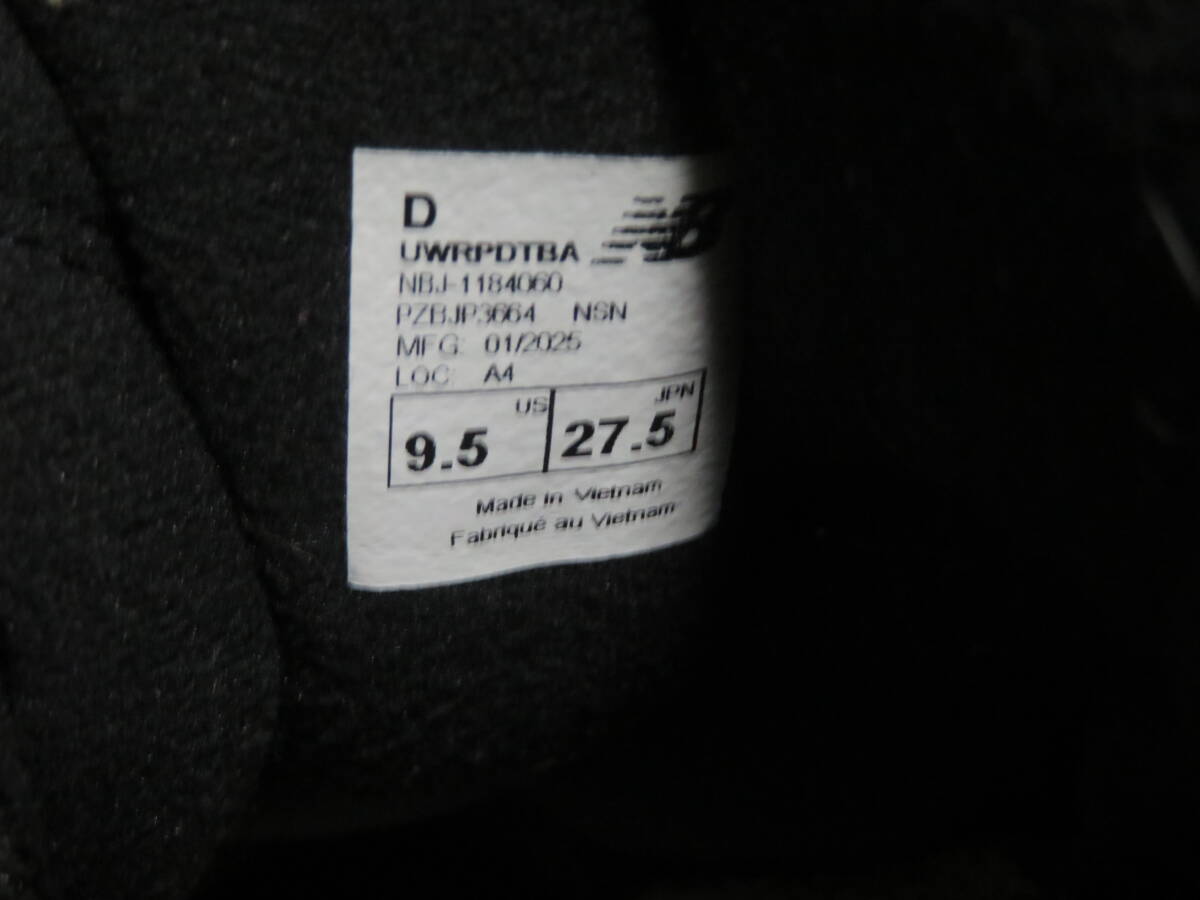 D
NB
UWRPDTBA
NBJ-1184060
PZBJP3664 NSN
MFG: 01/2025
LOC: A4
US JPN
9.5 27.5
Made in Vietnam
Fabriqué au Vietnam